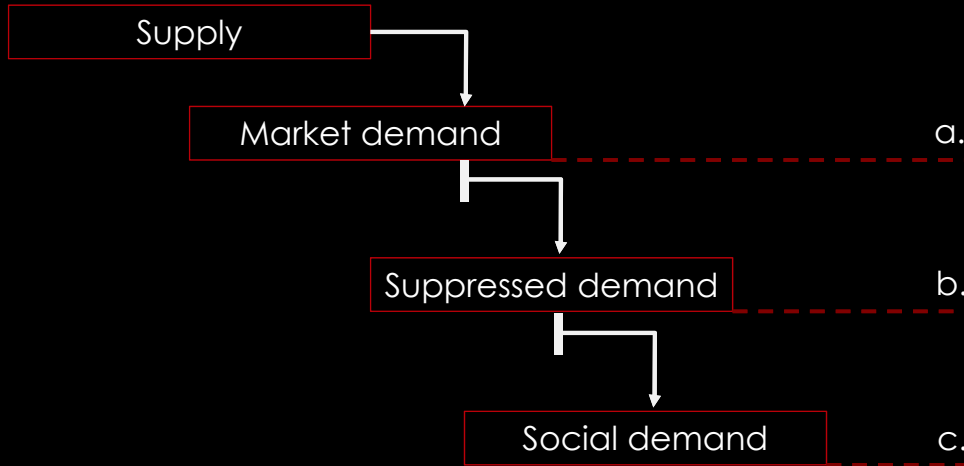 Supply
Market demand
a.
Suppressed demand
b.
Social demand
c.